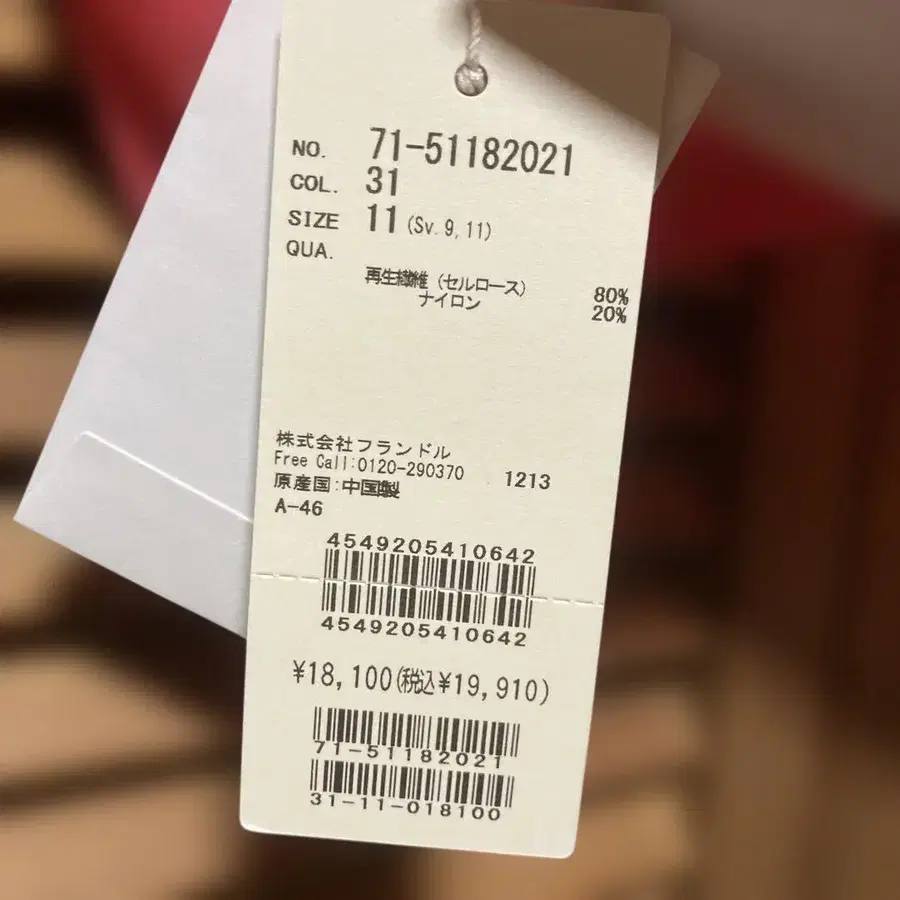 NO. 71-51182021
COL. 31
SIZE 11 (Sv. 9, 11)
QUA.
再生繊維 (セルロース) 80%
ナイロン 20%
株式会社フランドル
Free Call:0120-290370 1213
原産国:中国製
A-46
4549205410642
4549205410642
¥18,100(税込¥19,910)
71-51182021
31-11-018100